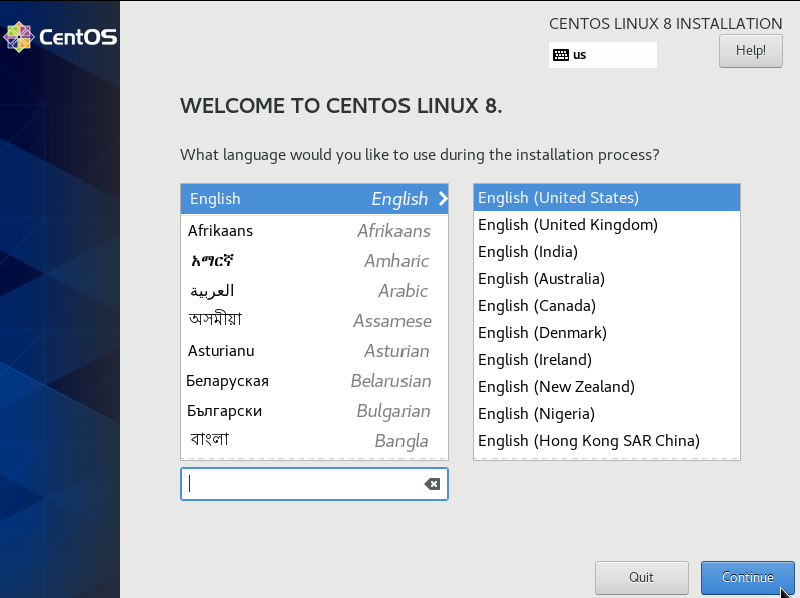 CentOS
CENTOS LINUX 8 INSTALLATION
us
Help!
WELCOME TO CENTOS LINUX 8.
What language would you like to use during the installation process?
English English
Afrikaans Afrikaans
አማርኛ Amharic
العربية Arabic
অসমীয়া Assamese
Asturianu Asturian
Беларуская Belarusian
Български Bulgarian
বাংলা Bangla
English (United States)
English (United Kingdom)
English (India)
English (Australia)
English (Canada)
English (Denmark)
English (Ireland)
English (New Zealand)
English (Nigeria)
English (Hong Kong SAR China)
Quit
Continue